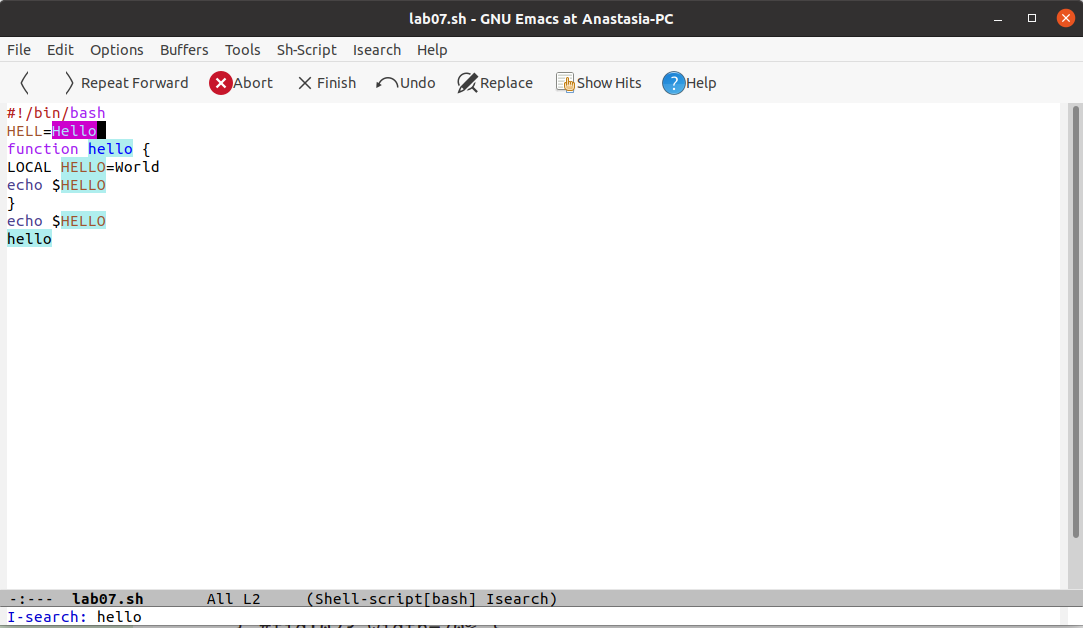 lab07.sh - GNU Emacs at Anastasia-PC
File Edit Options Buffers Tools Sh-Script Isearch Help
Repeat Forward Abort Finish Undo Replace Show Hits Help
#!/bin/bash
HELL=Hello
function hello {
LOCAL HELLO=World
echo $HELLO
}
echo $HELLO
hello
-:--- lab07.sh All L2 (Shell-script[bash] Isearch)
I-search: hello